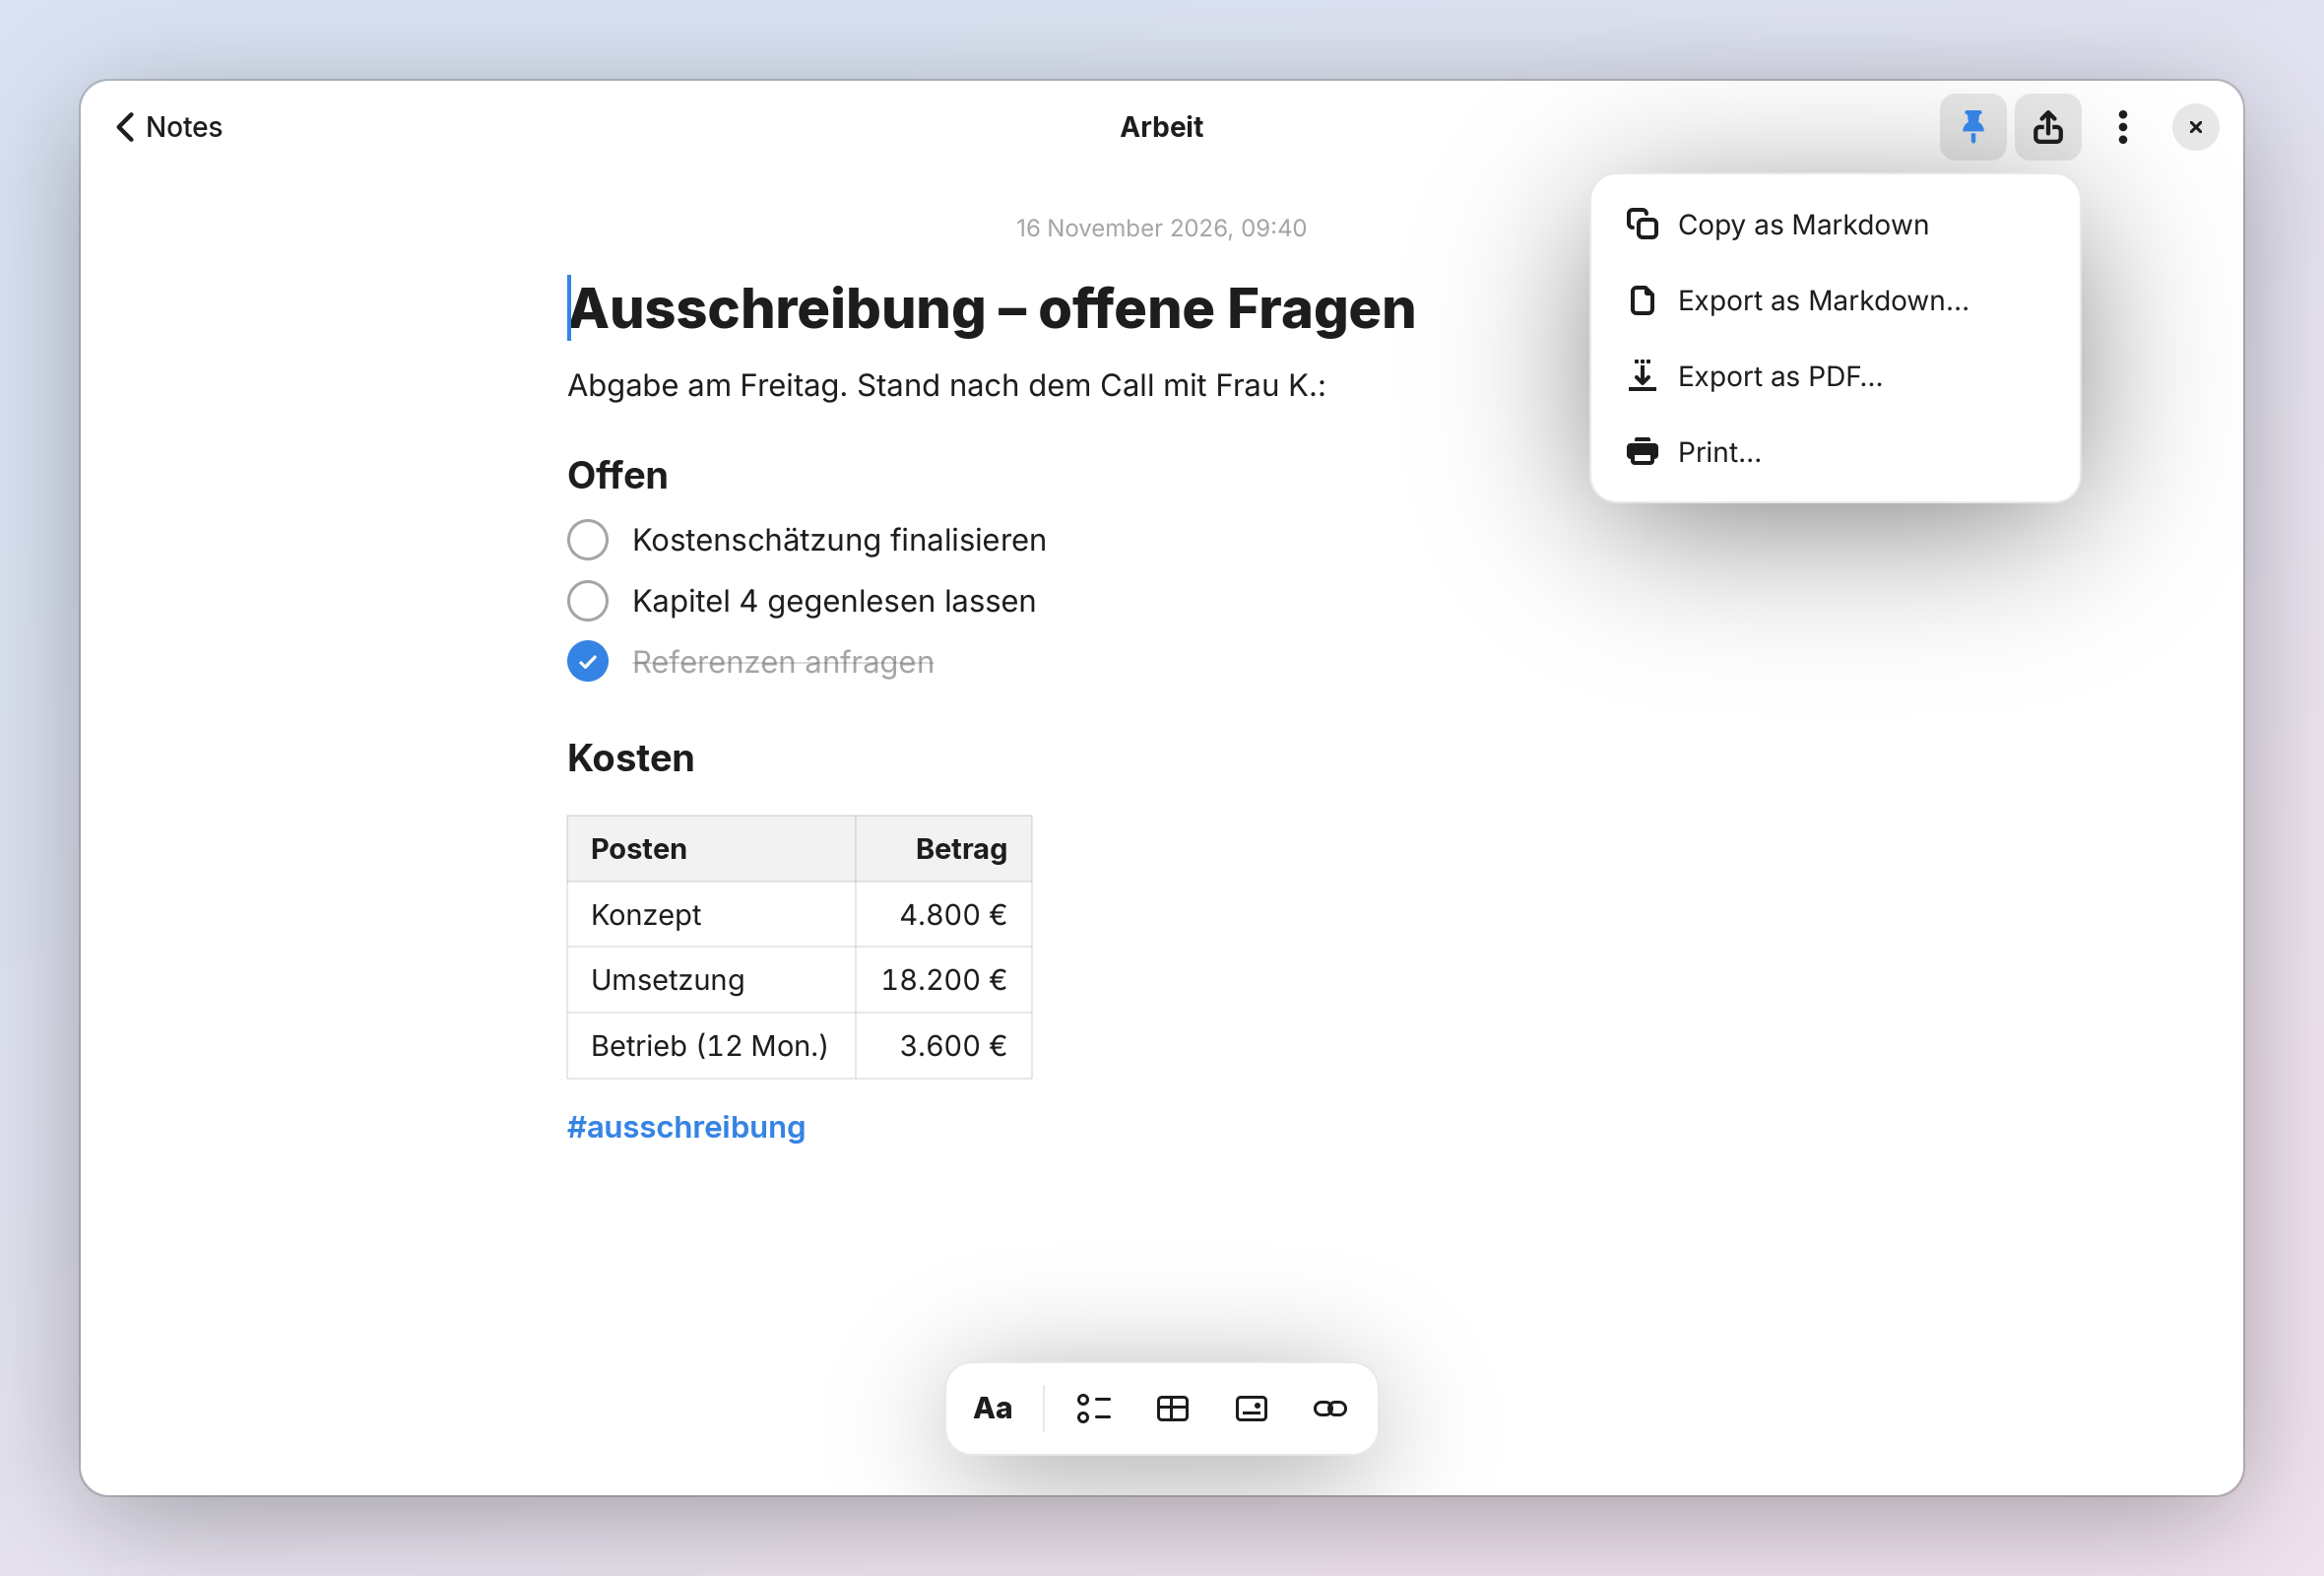 Notes
Arbeit
16 November 2026, 09:40
Ausschreibung – offene Fragen
Abgabe am Freitag. Stand nach dem Call mit Frau K.:
Offen
Kostenschätzung finalisieren
Kapitel 4 gegenlesen lassen
Referenzen anfragen
Kosten
Posten Betrag
Konzept 4.800 €
Umsetzung 18.200 €
Betrieb (12 Mon.) 3.600 €
#ausschreibung
Copy as Markdown
Export as Markdown...
Export as PDF...
Print...
Aa